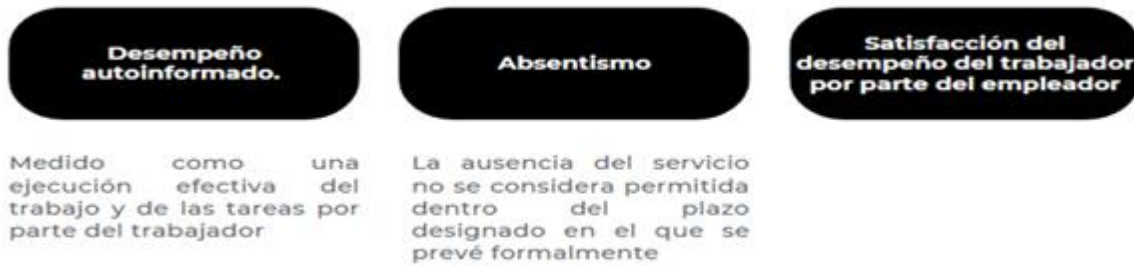 Desempeño
autoinformado.
Medido como una
ejecución efectiva del
trabajo y de las tareas por
parte del trabajador
Absentismo
La ausencia del servicio
no se considera permitida
dentro del plazo
designado en el que se
prevé formalmente
Satisfacción del
desempeño del trabajador
por parte del empleador